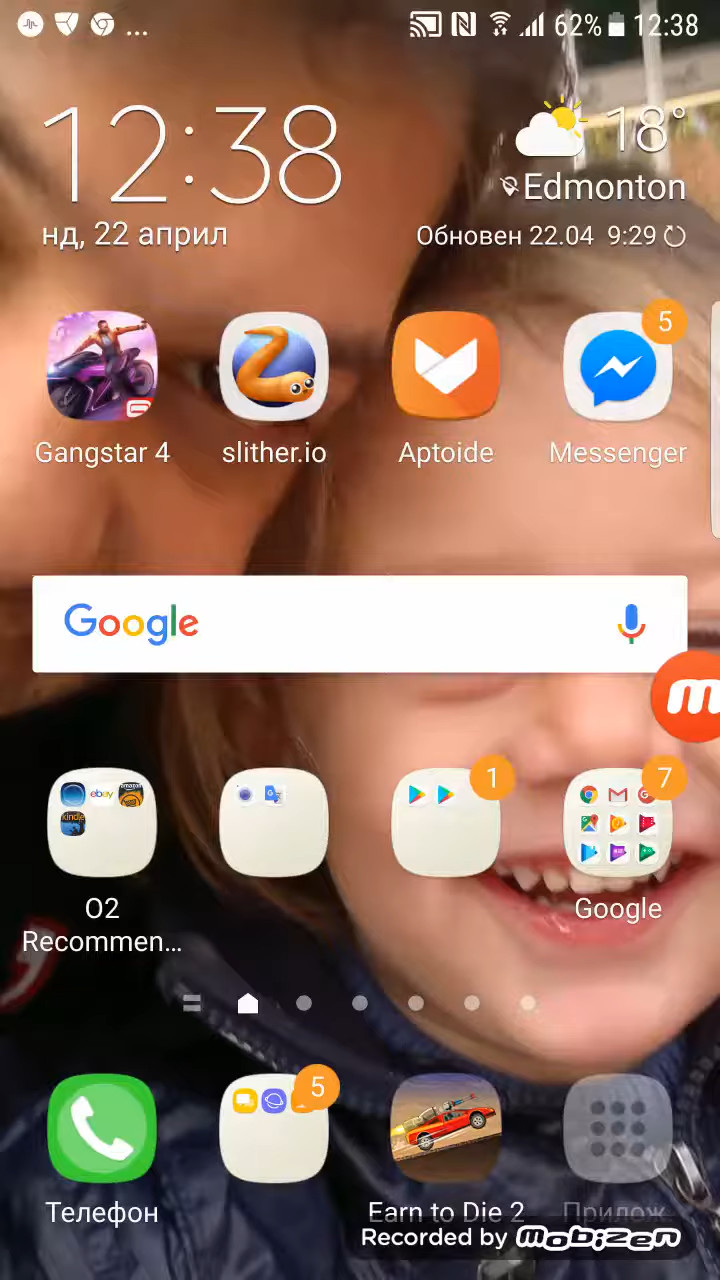 ... 62% 12:38
12:38
18°
Edmonton
нд, 22 април
Обновен 22.04 9:29
5
Gangstar 4 slither.io Aptoide Messenger
Google
m
1 7
ebay amazon
kindle
O2
Recommen...
Google
5
Телефон Earn to Die 2 Прилож.
Recorded by mobizen